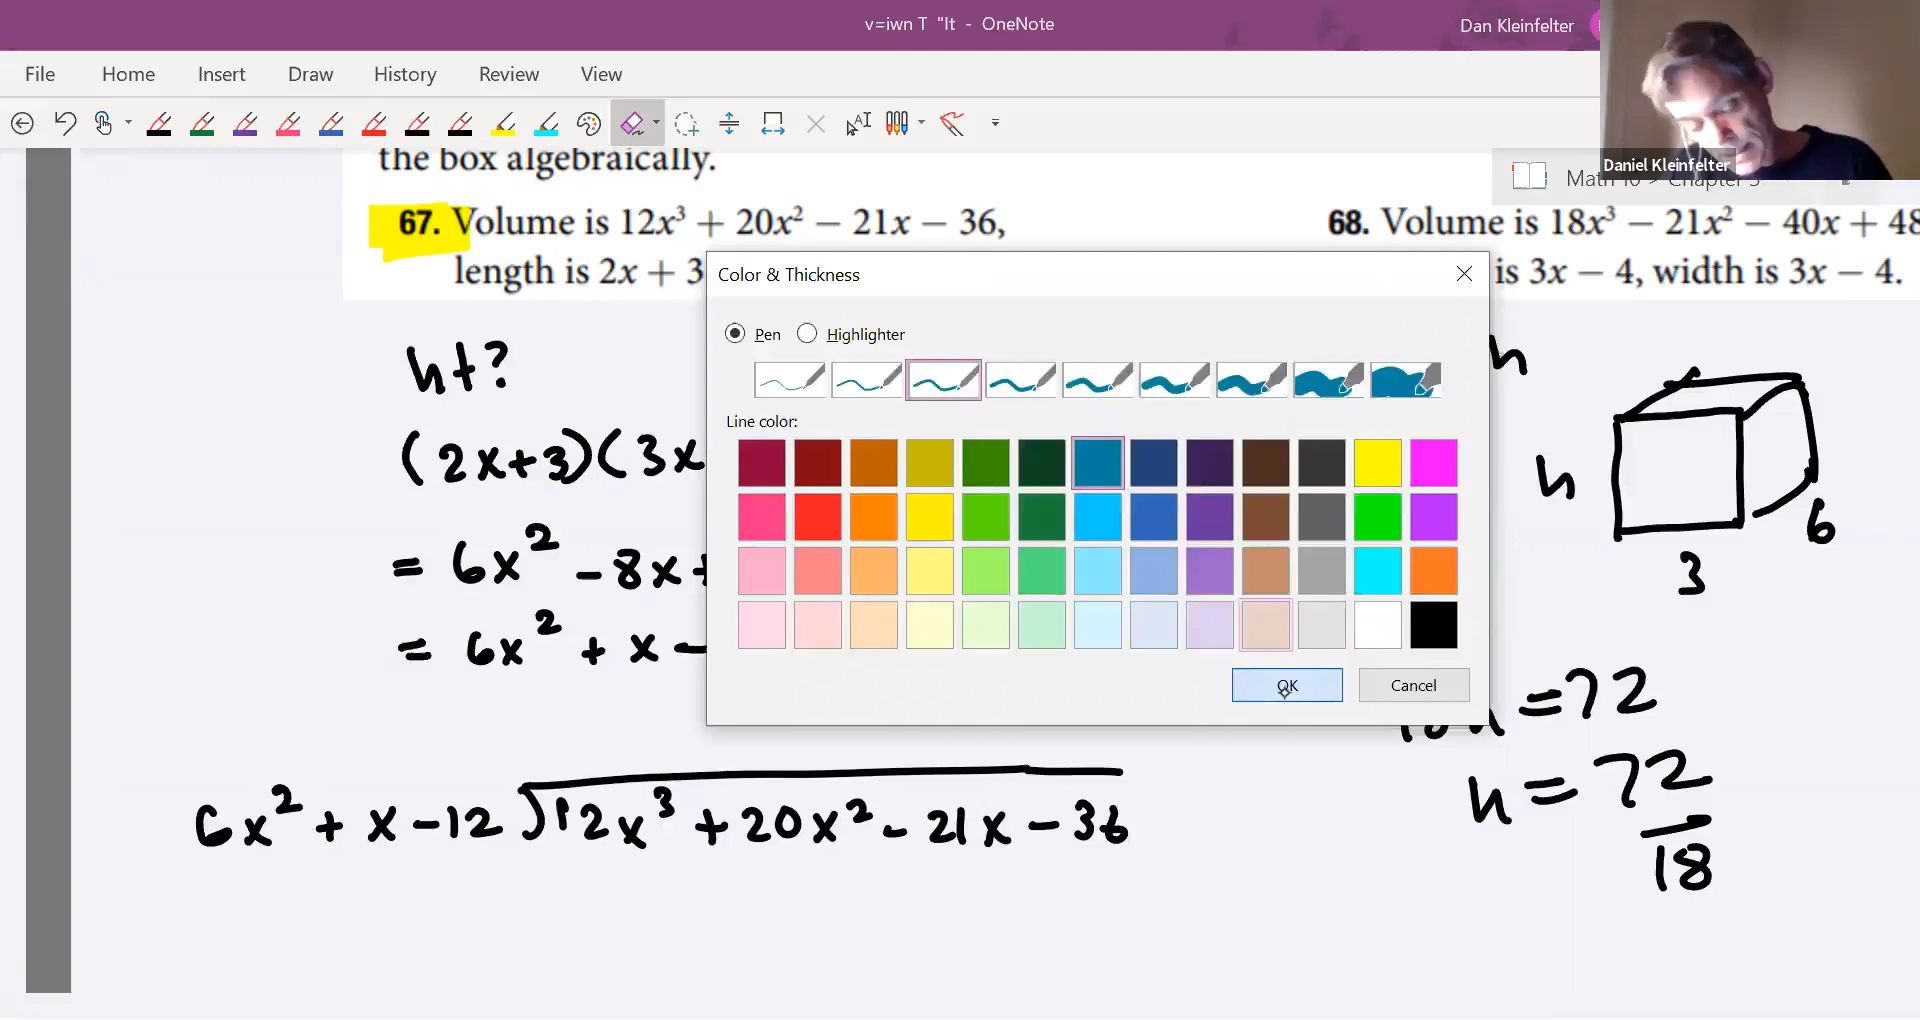 v=iwn T "It - OneNote
Dan Kleinfelter
File Home Insert Draw History Review View
Daniel Kleinfelter
the box algebraically.
67. Volume is 12x³ + 20x² − 21x − 36,
length is 2x + 3
68. Volume is 18x³ − 21x² − 40x + 48
is 3x − 4, width is 3x − 4.
Color & Thickness
Pen Highlighter
Line color:
OK Cancel
ht?
(2x+3)(3x
= 6x² - 8x +
= 6x² + x -
6x² + x - 12 12x³ + 20x² - 21x - 36
h
h
6
3
= 72
h = 72
18